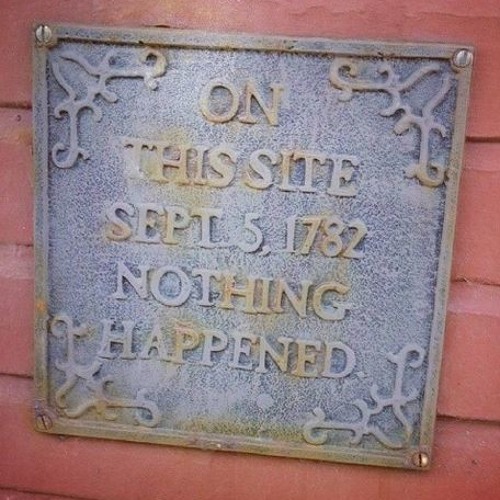 ON
THIS SITE
SEPT. 5, 1782
NOTHING
HAPPENED